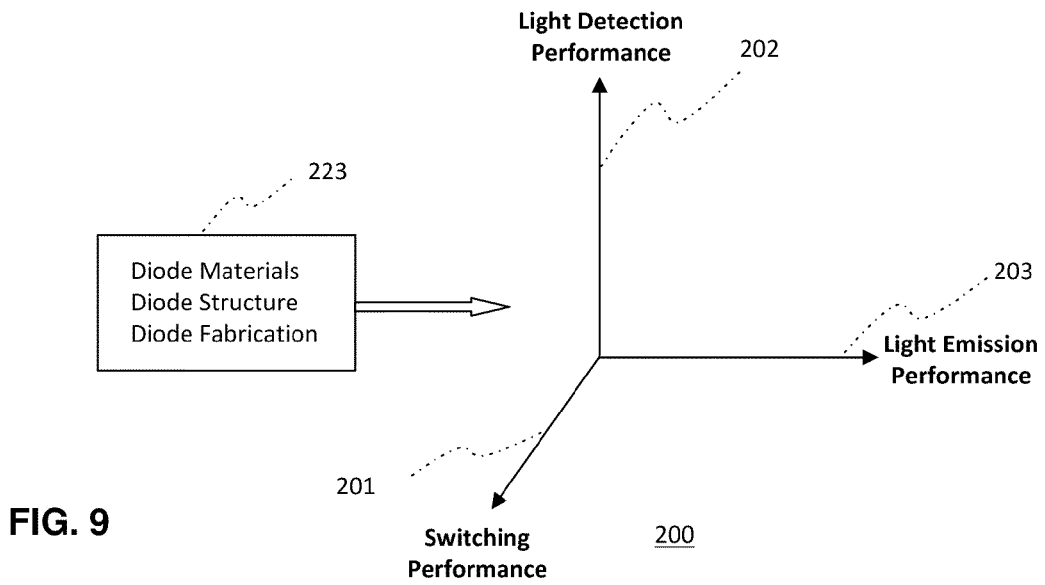 Light Detection
Performance
202
223
Diode Materials
Diode Structure
Diode Fabrication
203
Light Emission
Performance
201
FIG. 9
Switching
Performance
200